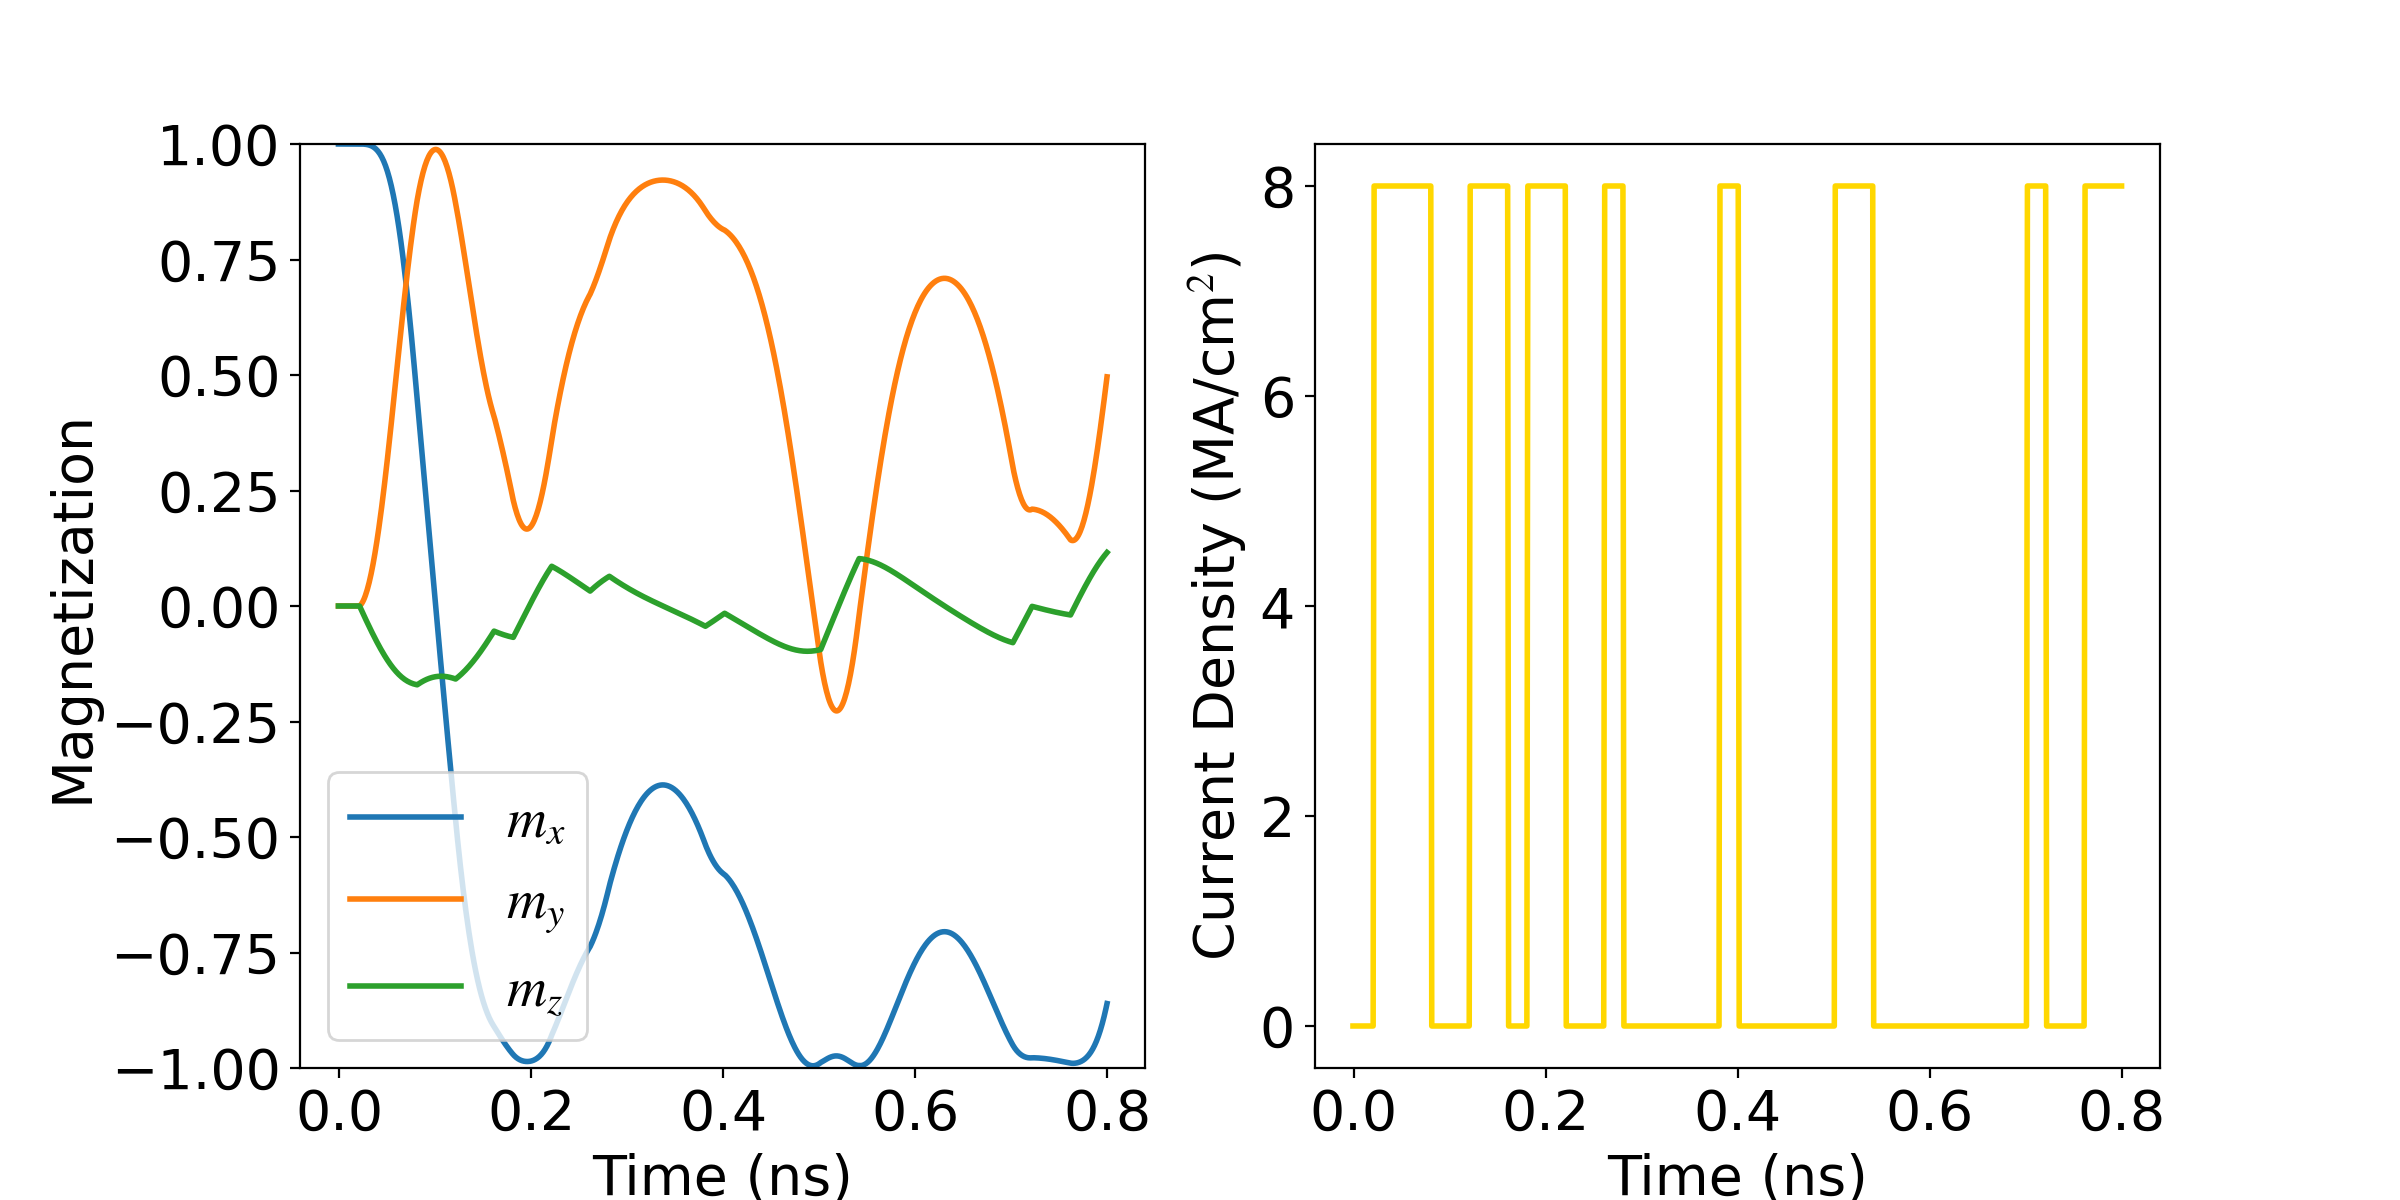 Magnetization
1.00
0.75
0.50
0.25
0.00
−0.25
−0.50
−0.75
−1.00
m_x
m_y
m_z
0.0 0.2 0.4 0.6 0.8
Time (ns)
Current Density (MA/cm²)
8
6
4
2
0
0.0 0.2 0.4 0.6 0.8
Time (ns)